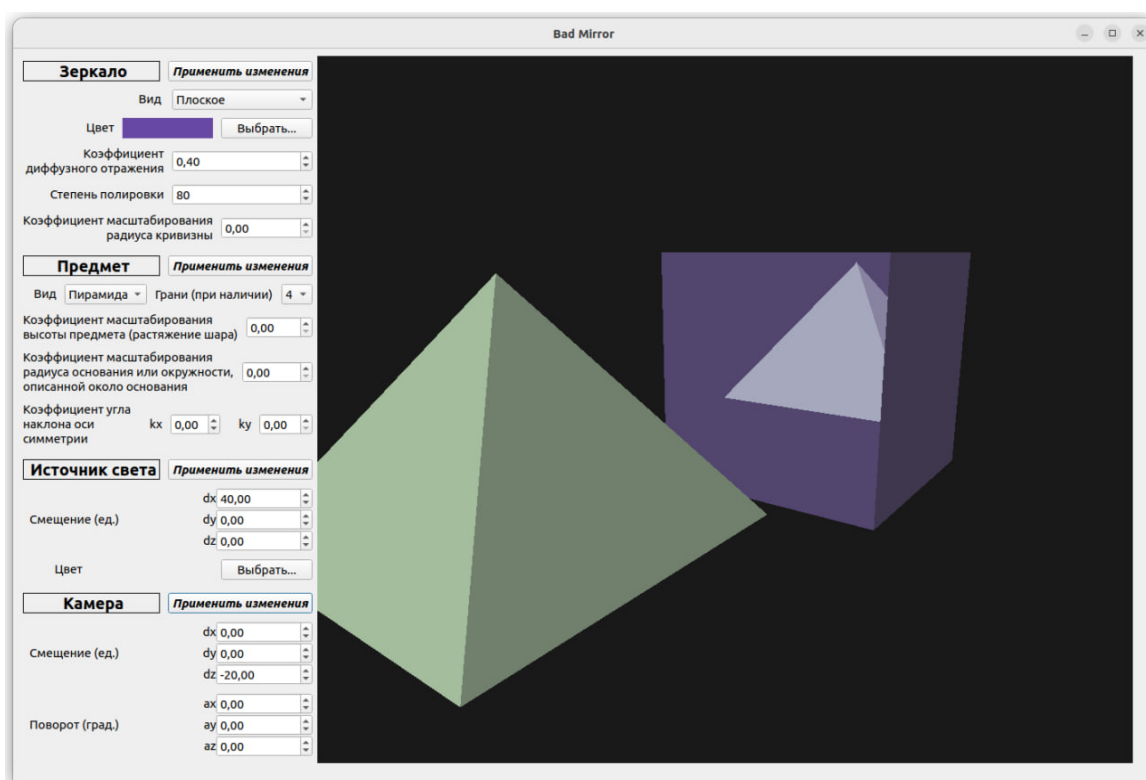 Bad Mirror
Зеркало Применить изменения
Вид Плоское
Цвет Выбрать...
Коэффициент
диффузного отражения 0,40
Степень полировки 80
Коэффициент масштабирования
радиуса кривизны 0,00
Предмет Применить изменения
Вид Пирамида Грани (при наличии) 4
Коэффициент масштабирования
высоты предмета (растяжение шара) 0,00
Коэффициент масштабирования
радиуса основания или окружности, 0,00
описанной около основания
Коэффициент угла
наклона оси kx 0,00 ky 0,00
симметрии
Источник света Применить изменения
dx 40,00
Смещение (ед.) dy 0,00
dz 0,00
Цвет Выбрать...
Камера Применить изменения
dx 0,00
Смещение (ед.) dy 0,00
dz -20,00
ax 0,00
Поворот (град.) ay 0,00
az 0,00